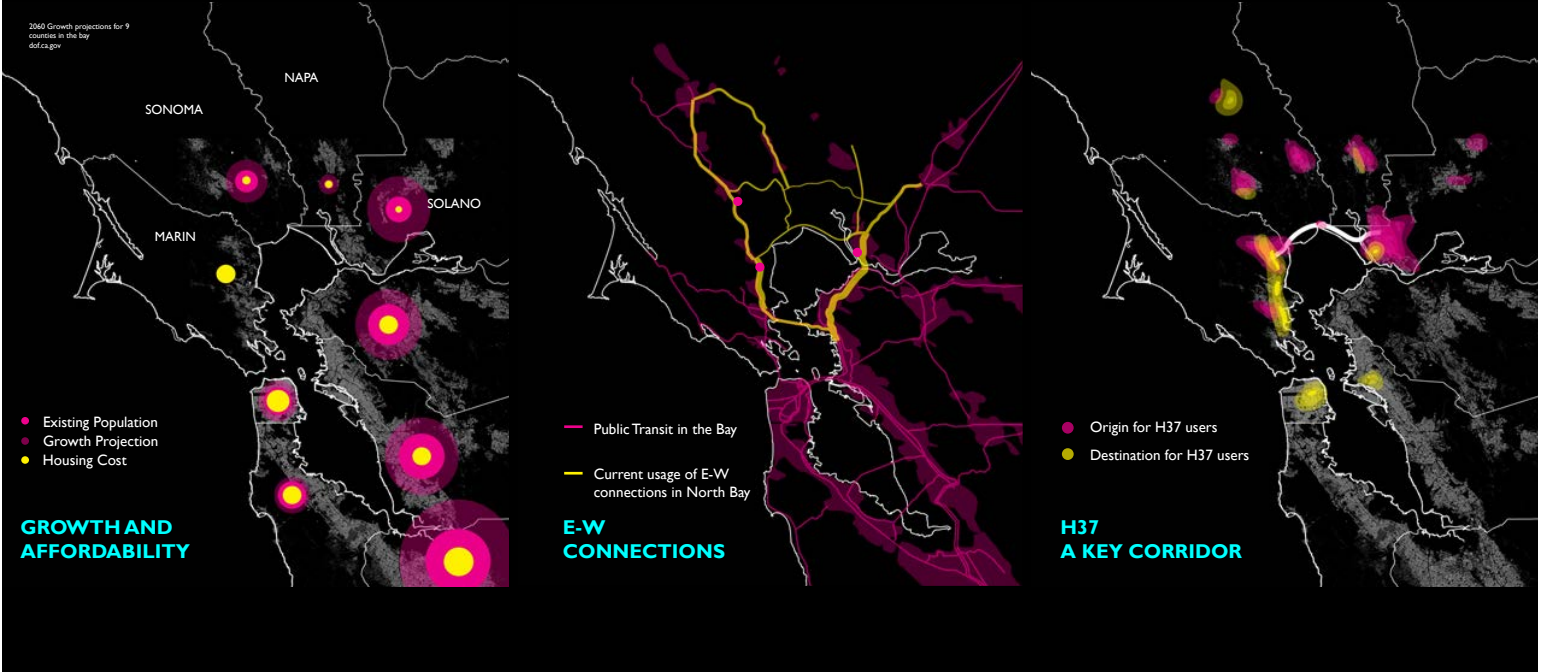 2060 Growth projections for 9
counties in the bay
dof.ca.gov
NAPA
SONOMA
SOLANO
MARIN
Existing Population
Growth Projection
Housing Cost
GROWTH AND
AFFORDABILITY
Public Transit in the Bay
Current usage of E-W
connections in North Bay
E-W
CONNECTIONS
Origin for H37 users
Destination for H37 users
H37
A KEY CORRIDOR